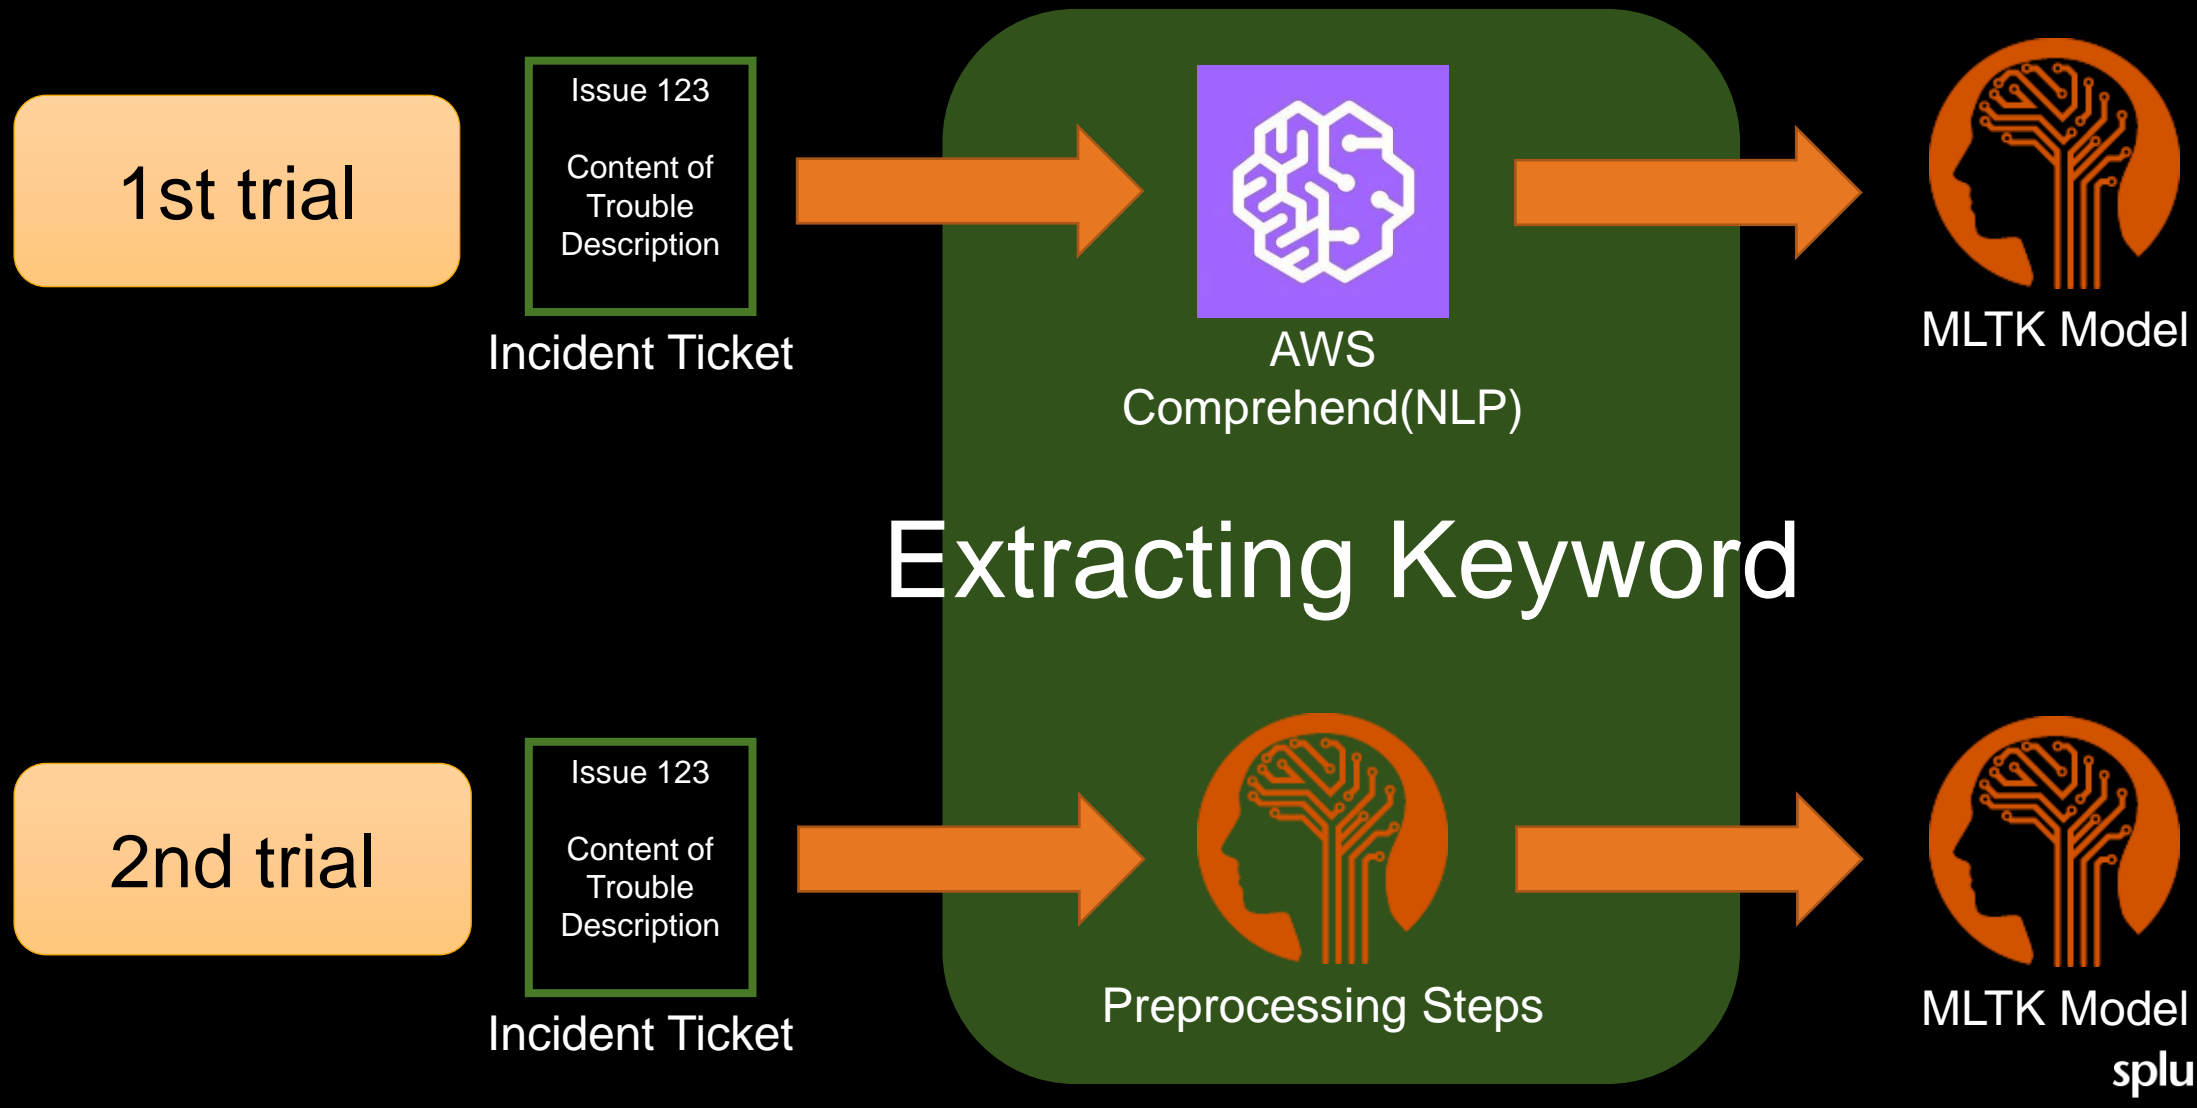 1st trial
Issue 123
Content of
Trouble
Description
Incident Ticket
AWS
Comprehend(NLP)
MLTK Model
Extracting Keyword
2nd trial
Issue 123
Content of
Trouble
Description
Incident Ticket
Preprocessing Steps
MLTK Model
splu